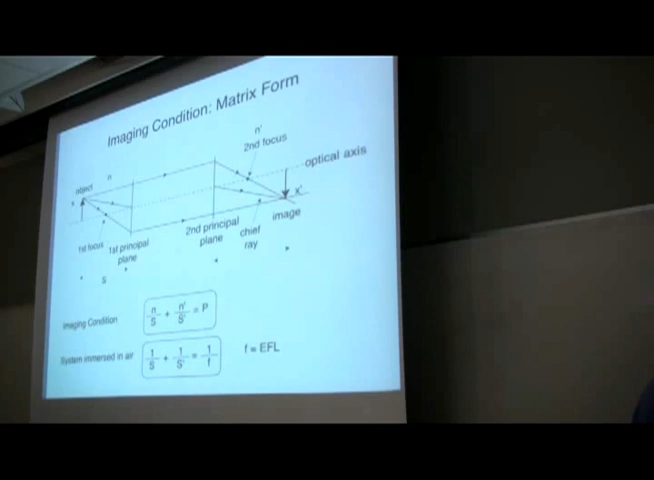 Imaging Condition: Matrix Form
n'
2nd focus
n
object
optical axis
x
x'
image
1st focus
1st principal
plane
2nd principal
plane
chief
ray
S
Imaging Condition
n/S + n'/S' = P
System immersed in air
1/S + 1/S' = 1/f
f = EFL